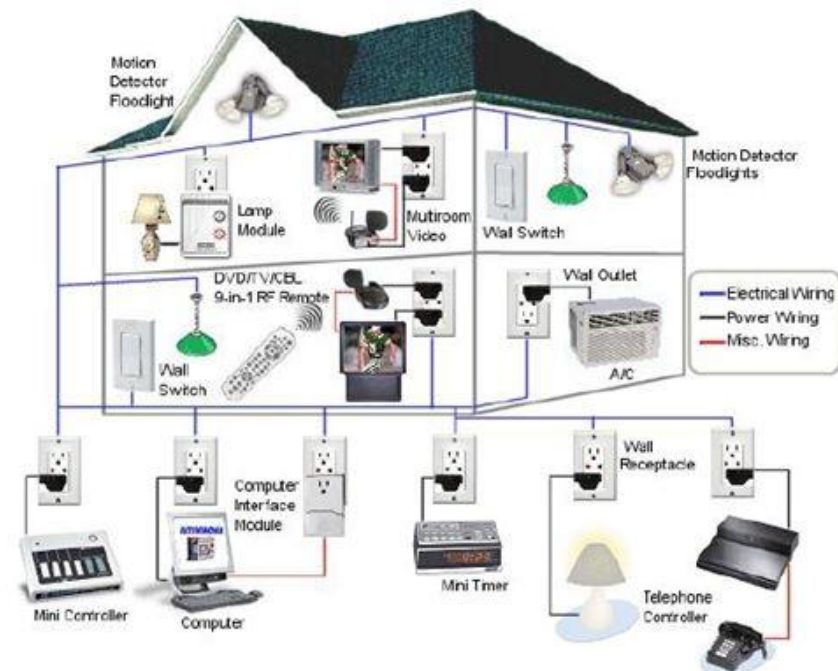 Motion
Detector
Floodlight
Motion Detector
Floodlights
Lamp
Module
Multiroom
Video
Wall Switch
DVD/TV/CBL
9-in-1 RF Remote
Wall Outlet
Electrical Wiring
Power Wiring
Misc. Wiring
Wall
Switch
A/C
Computer
Interface
Module
Wall
Receptacle
Mini Controller
Computer
Mini Timer
Telephone
Controller